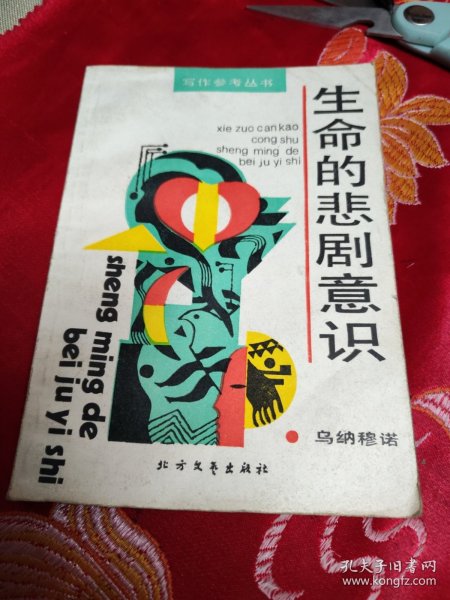 写作参考丛书
xie zuo can kao
cong shu
sheng ming de
bei ju yi shi
生命的悲剧意识
sheng ming de
bei ju yi shi
乌纳穆诺
北方文艺出版社
孔夫子旧书网
www.kongfz.com